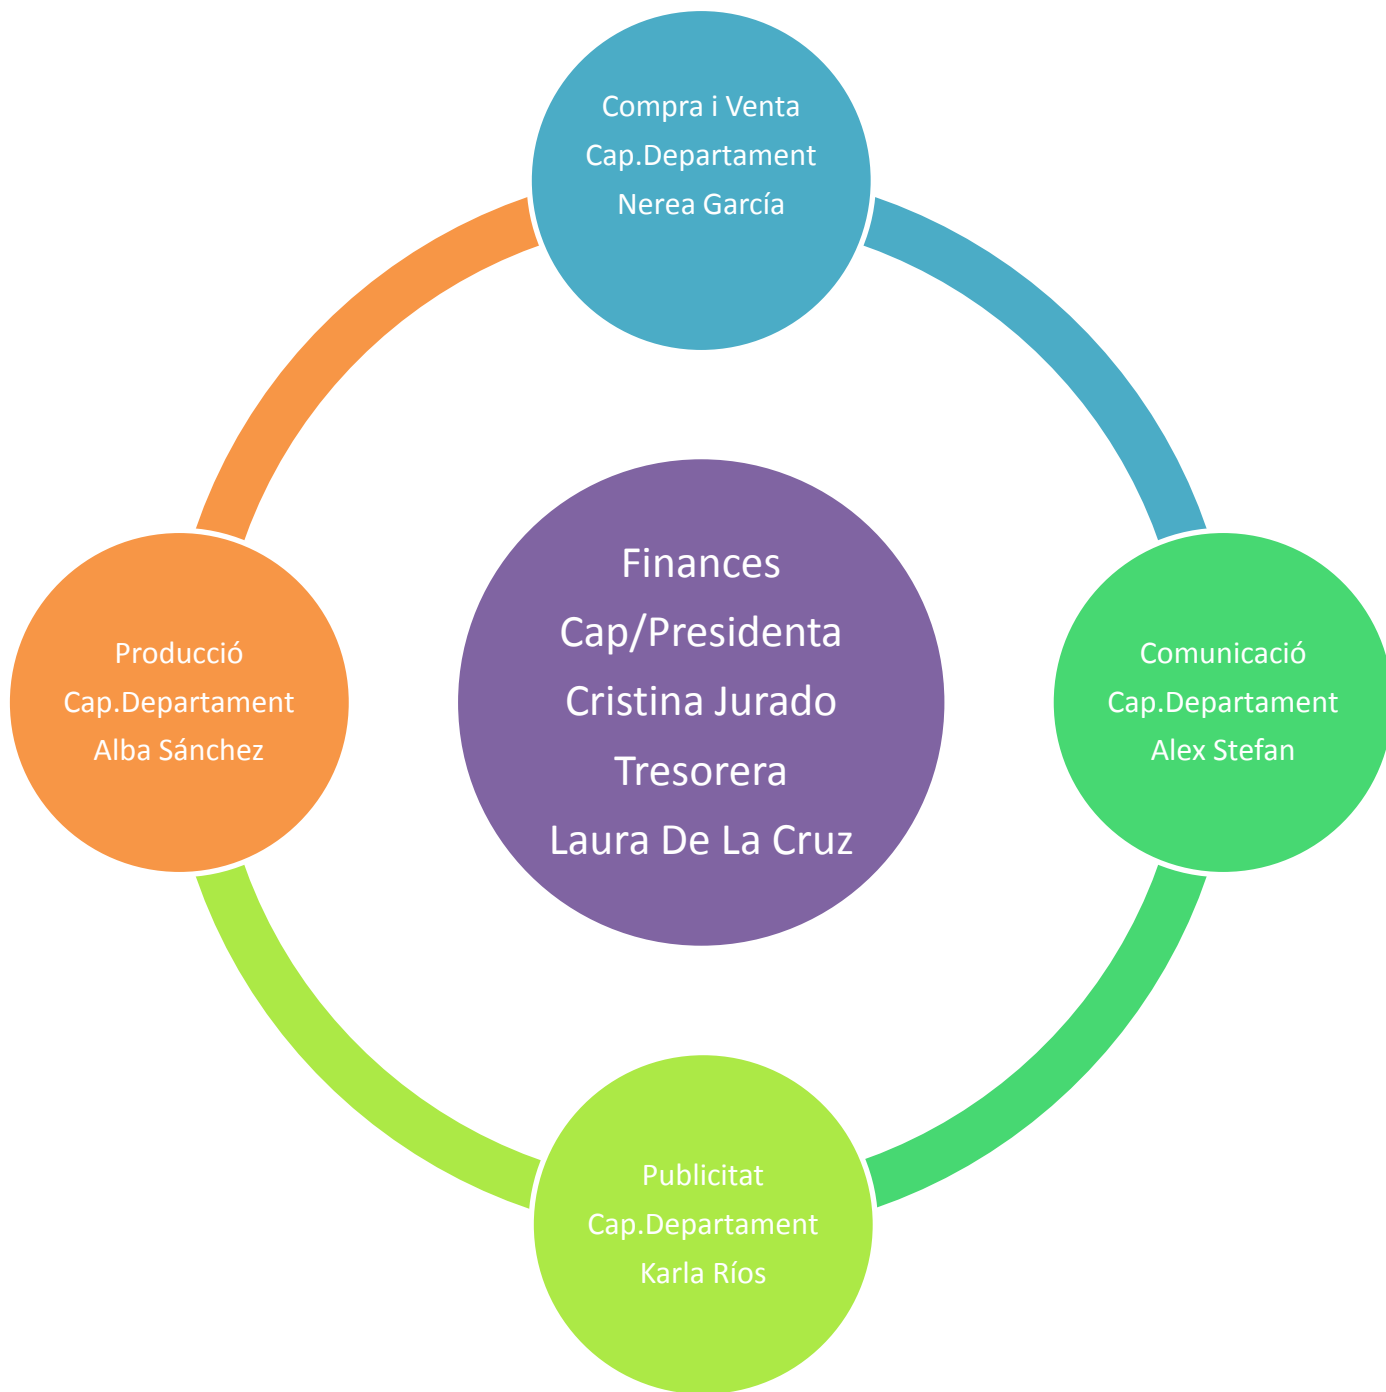 Compra i Venta
Cap.Departament
Nerea García
Finances
Cap/Presidenta
Cristina Jurado
Tresorera
Laura De La Cruz
Producció
Cap.Departament
Alba Sánchez
Comunicació
Cap.Departament
Alex Stefan
Publicitat
Cap.Departament
Karla Ríos